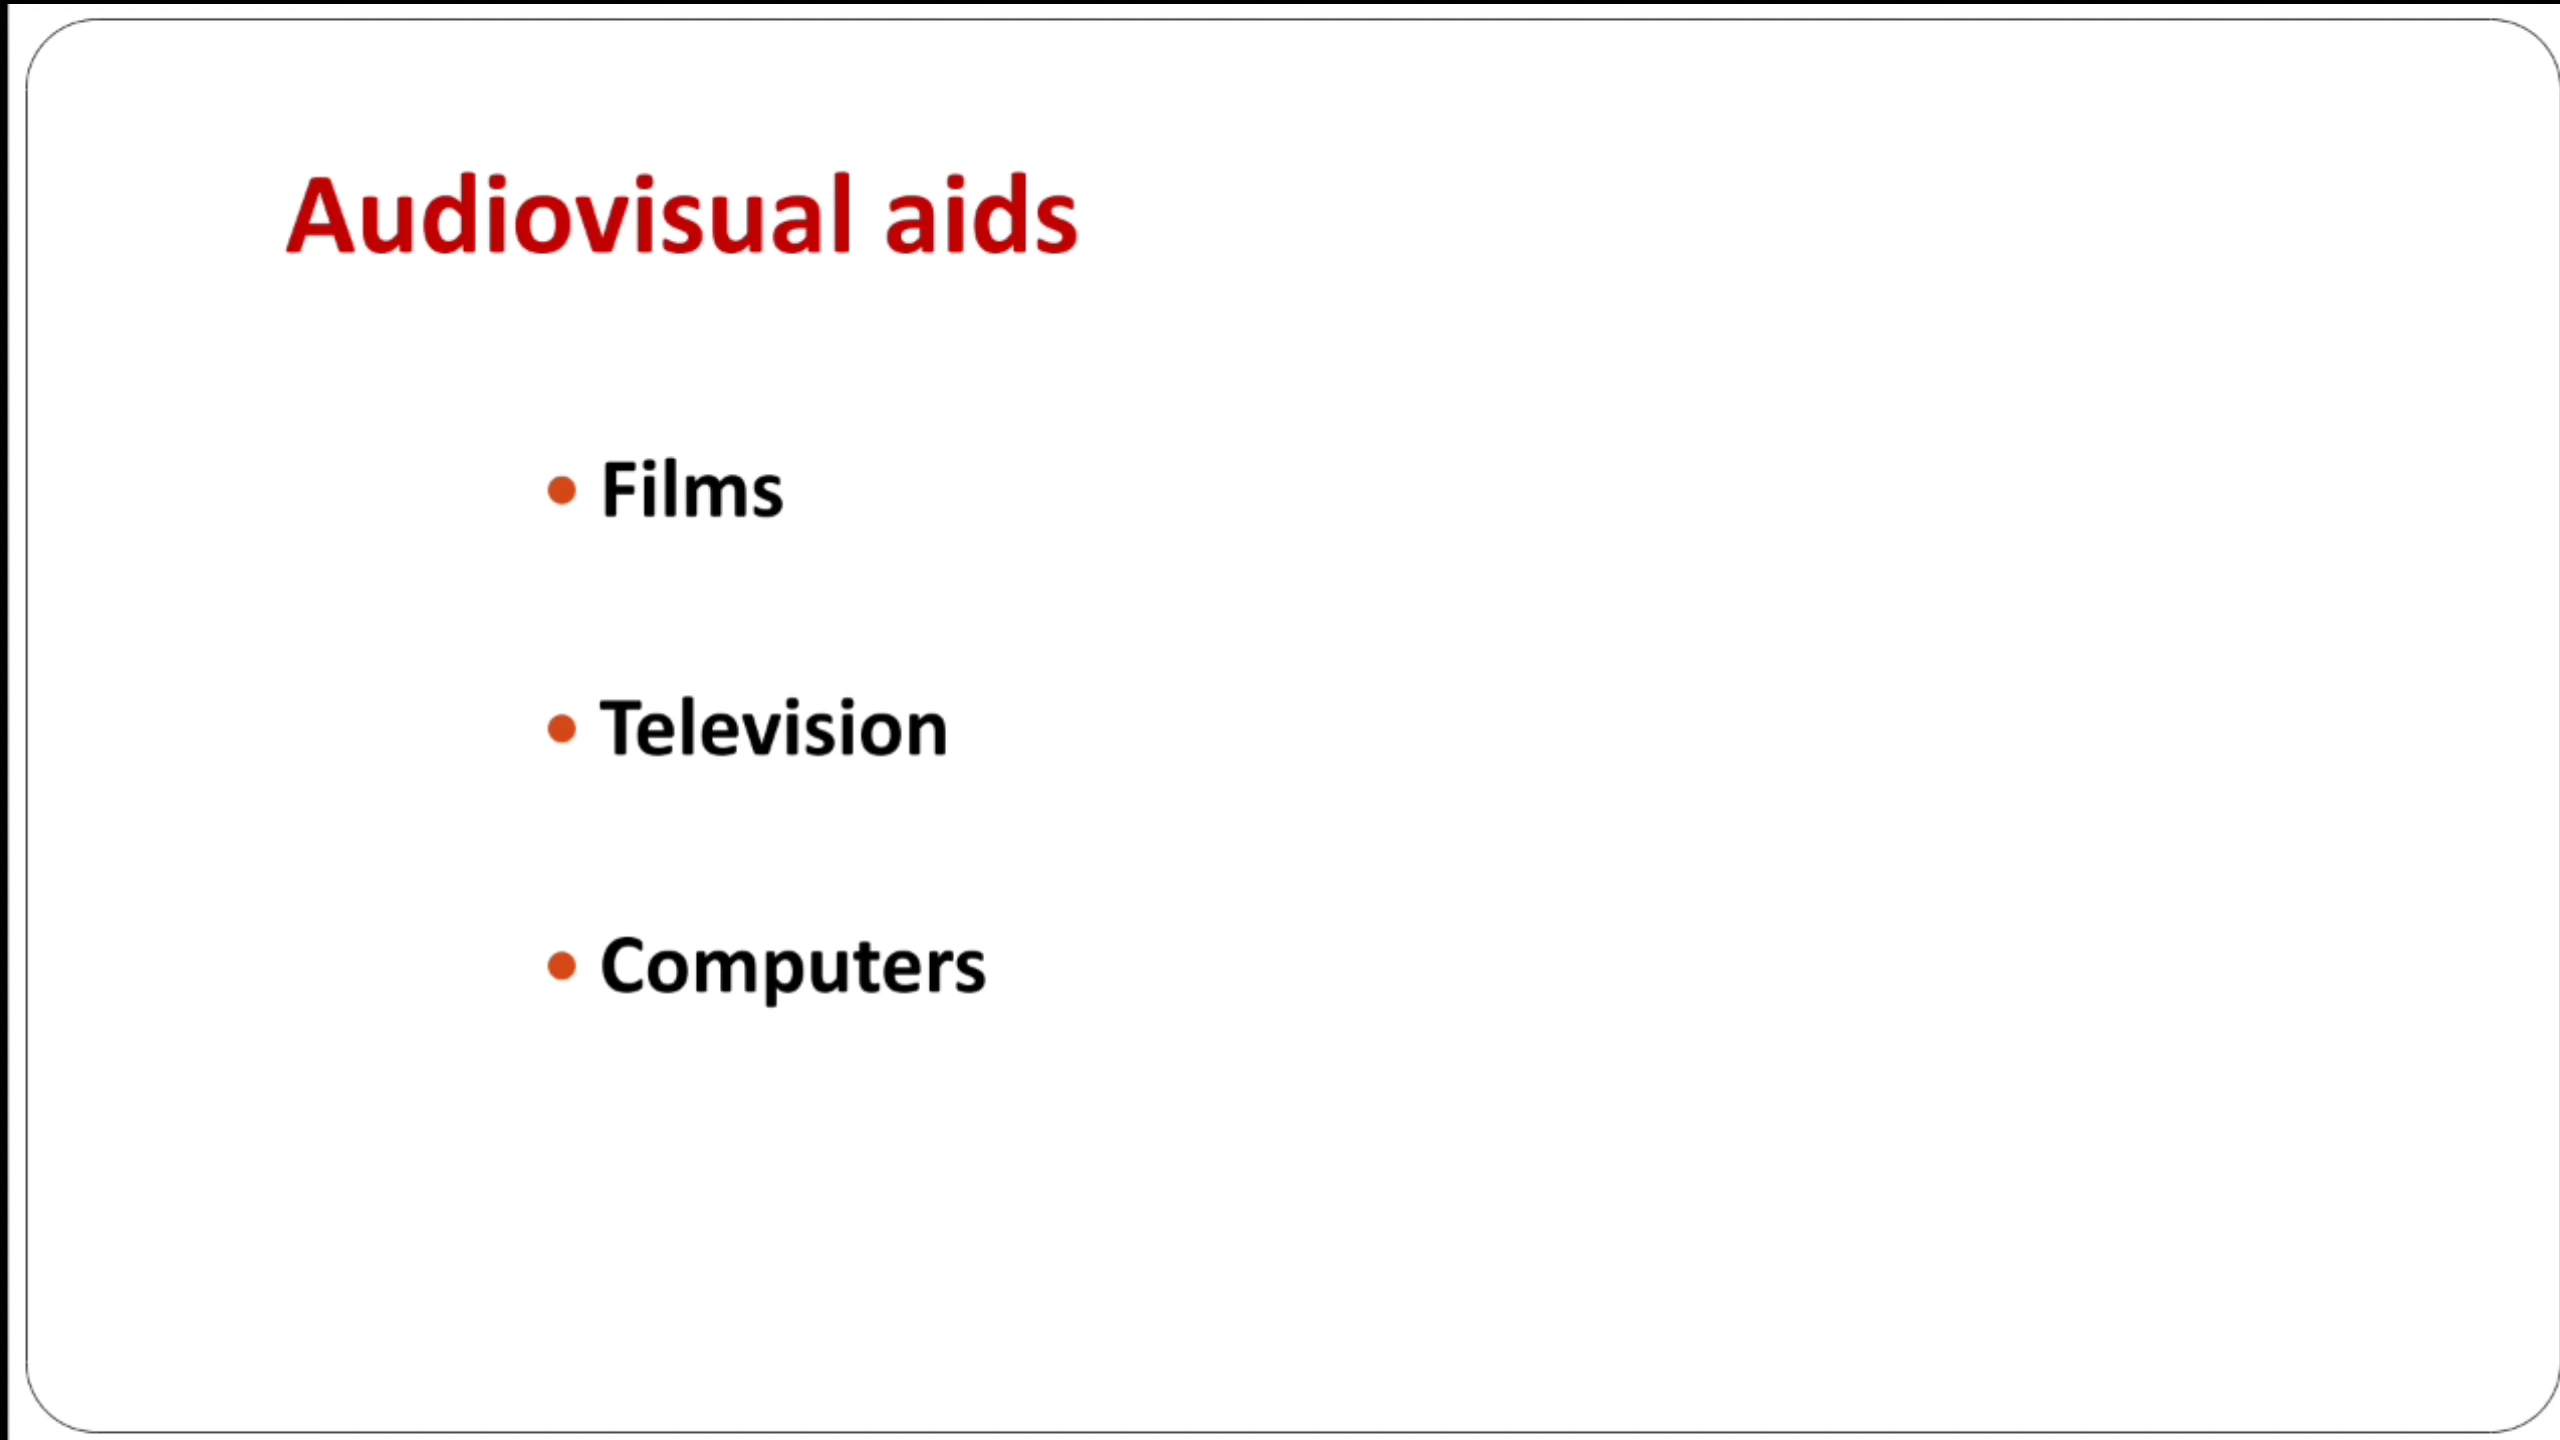 Audiovisual aids
• Films
• Television
• Computers